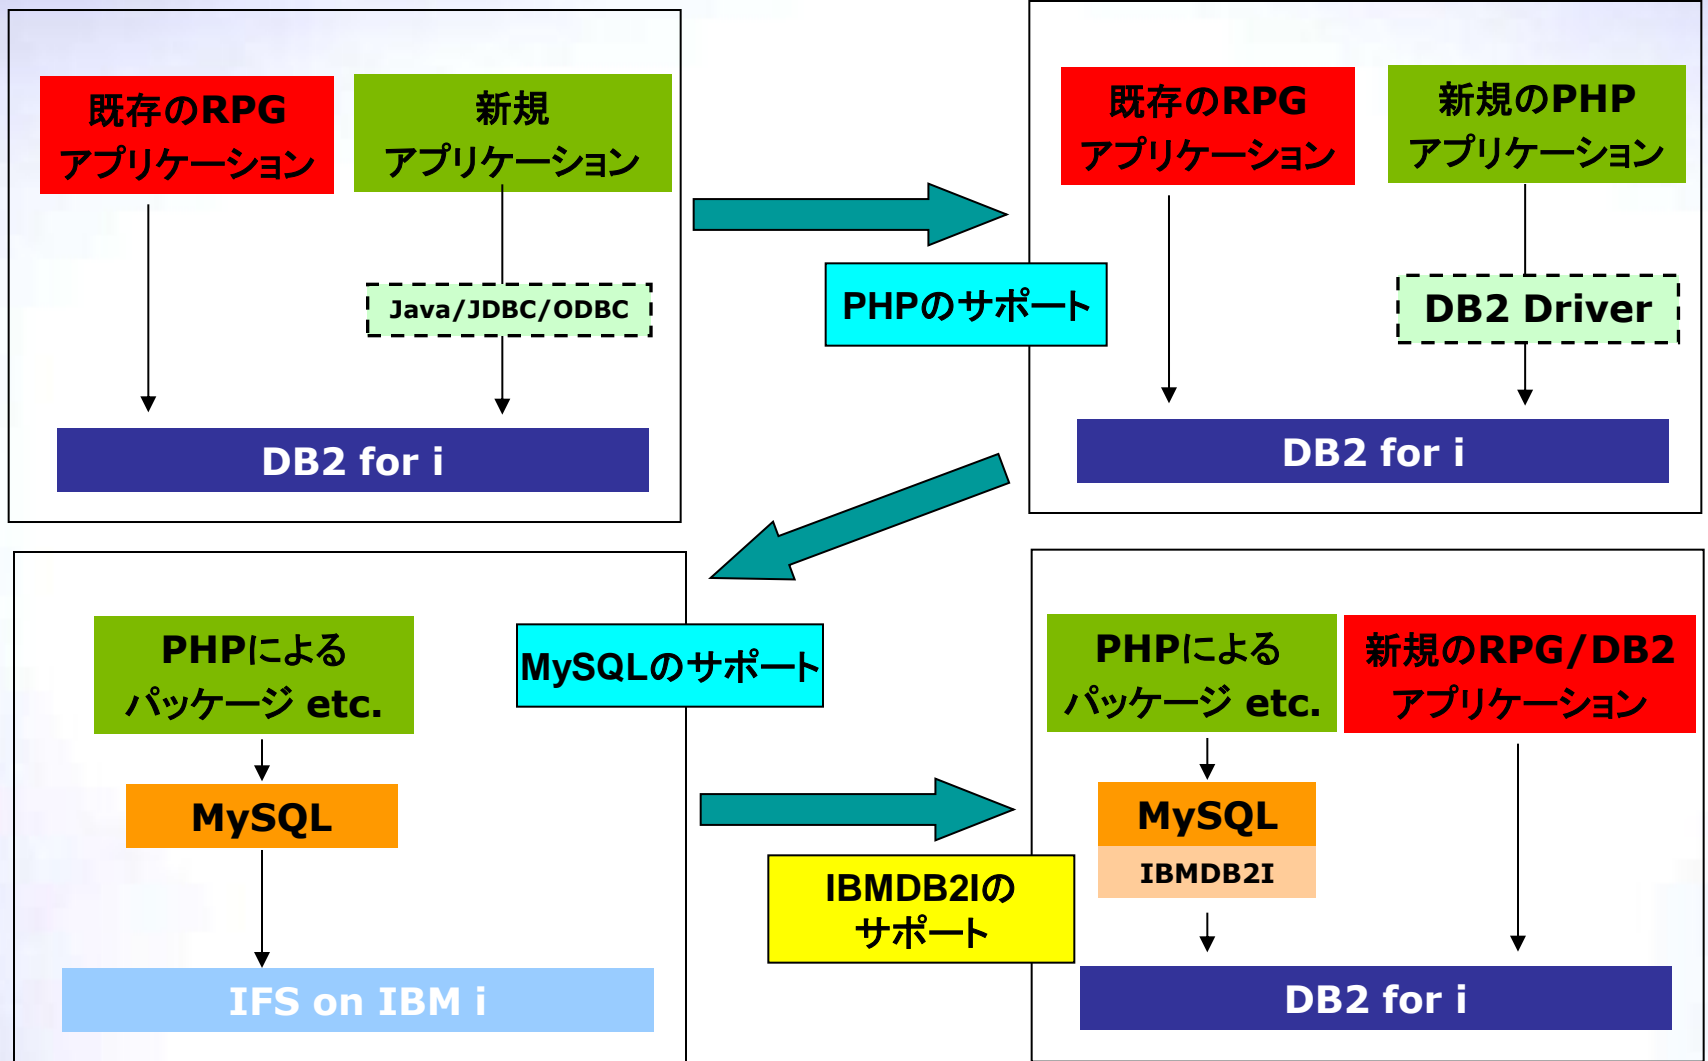 既存のRPG
アプリケーション
新規
アプリケーション
Java/JDBC/ODBC
DB2 for i
PHPのサポート
既存のRPG
アプリケーション
新規のPHP
アプリケーション
DB2 Driver
DB2 for i
PHPによる
パッケージ etc.
MySQL
IFS on IBM i
MySQLのサポート
IBMDB2Iの
サポート
PHPによる
パッケージ etc.
新規のRPG/DB2
アプリケーション
MySQL
IBMDB2I
DB2 for i